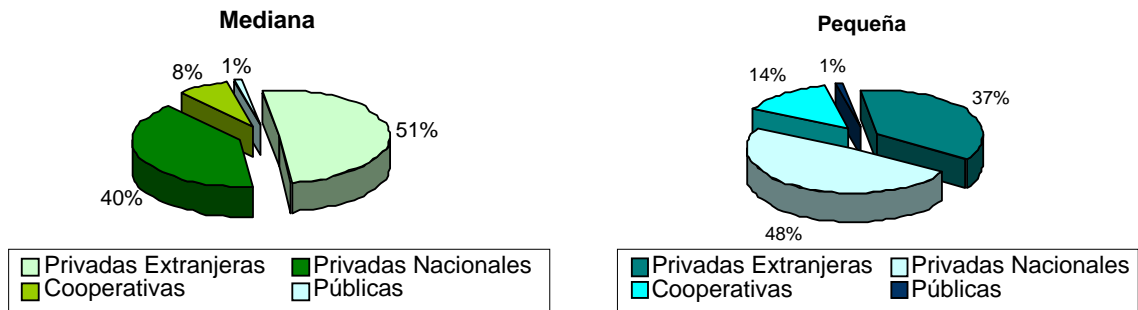 Mediana
8%
1%
51%
40%
Privadas Extranjeras
Privadas Nacionales
Cooperativas
Públicas
Pequeña
14%
1%
37%
48%
Privadas Extranjeras
Privadas Nacionales
Cooperativas
Públicas